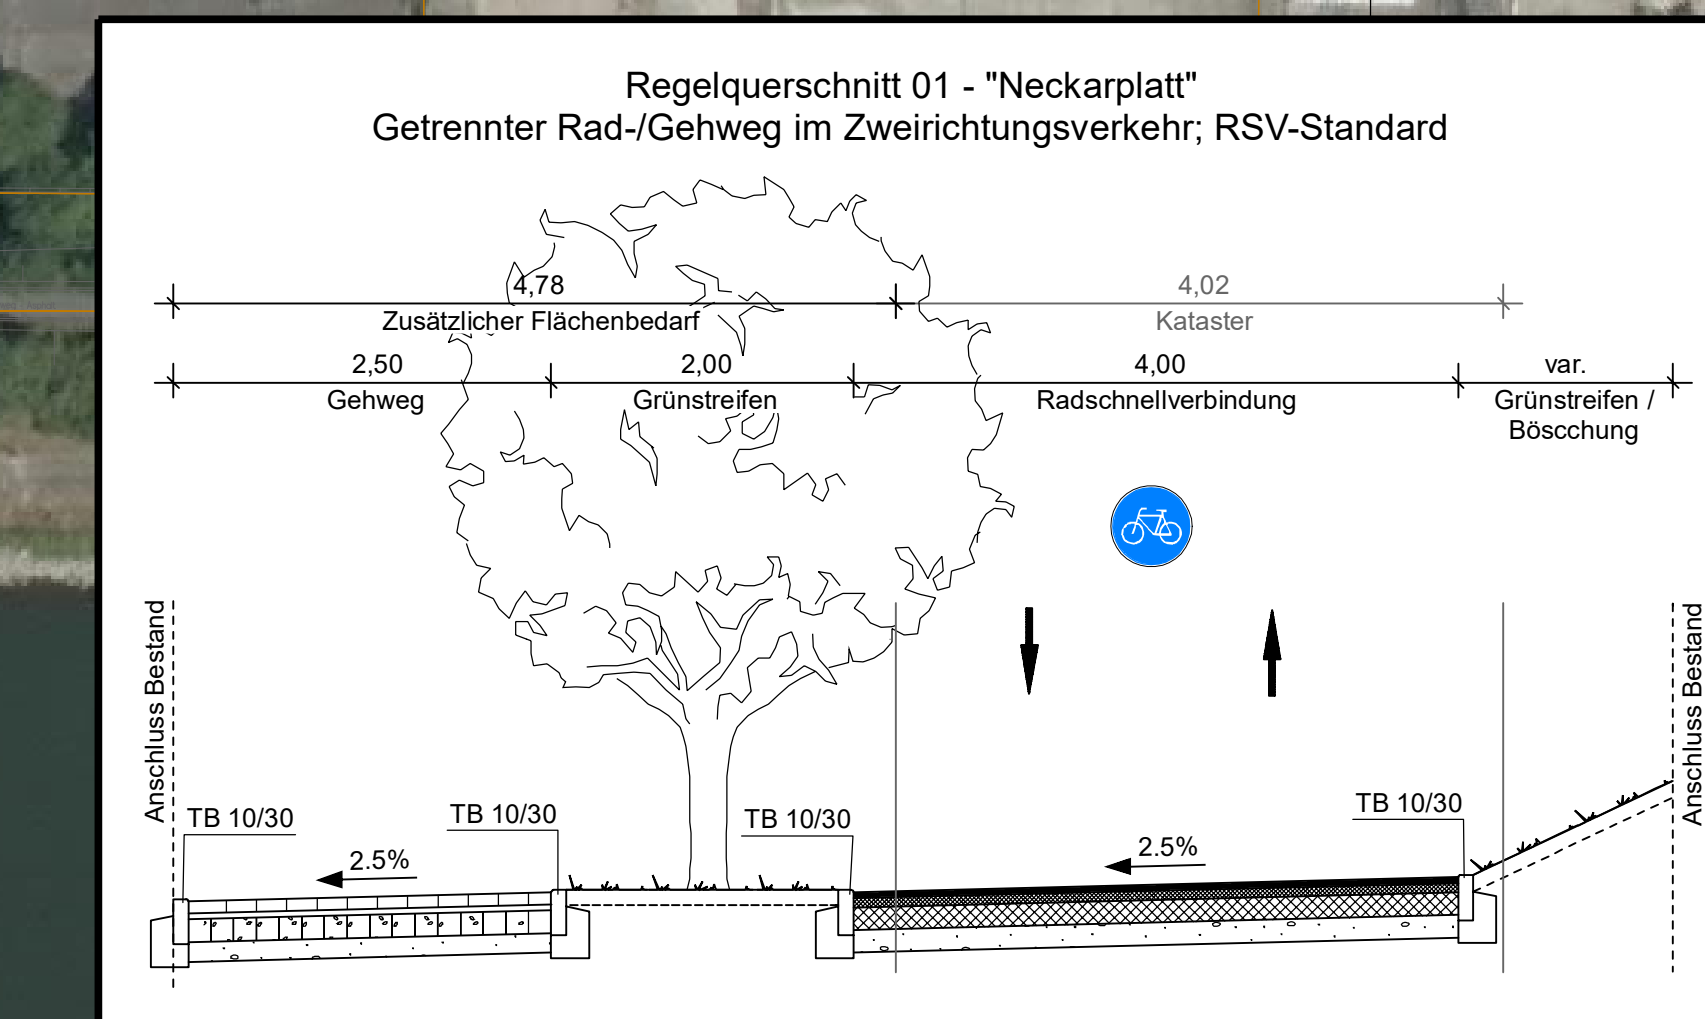 Regelquerschnitt 01 - "Neckarplatt"
Getrennter Rad-/Gehweg im Zweirichtungsverkehr; RSV-Standard
4,78
4,02
Zusätzlicher Flächenbedarf
Kataster
2,50
2,00
4,00
var.
Gehweg
Grünstreifen
Radschnellverbindung
Grünstreifen /
Böscchung
Anschluss Bestand
Anschluss Bestand
TB 10/30
TB 10/30
TB 10/30
TB 10/30
2.5%
2.5%